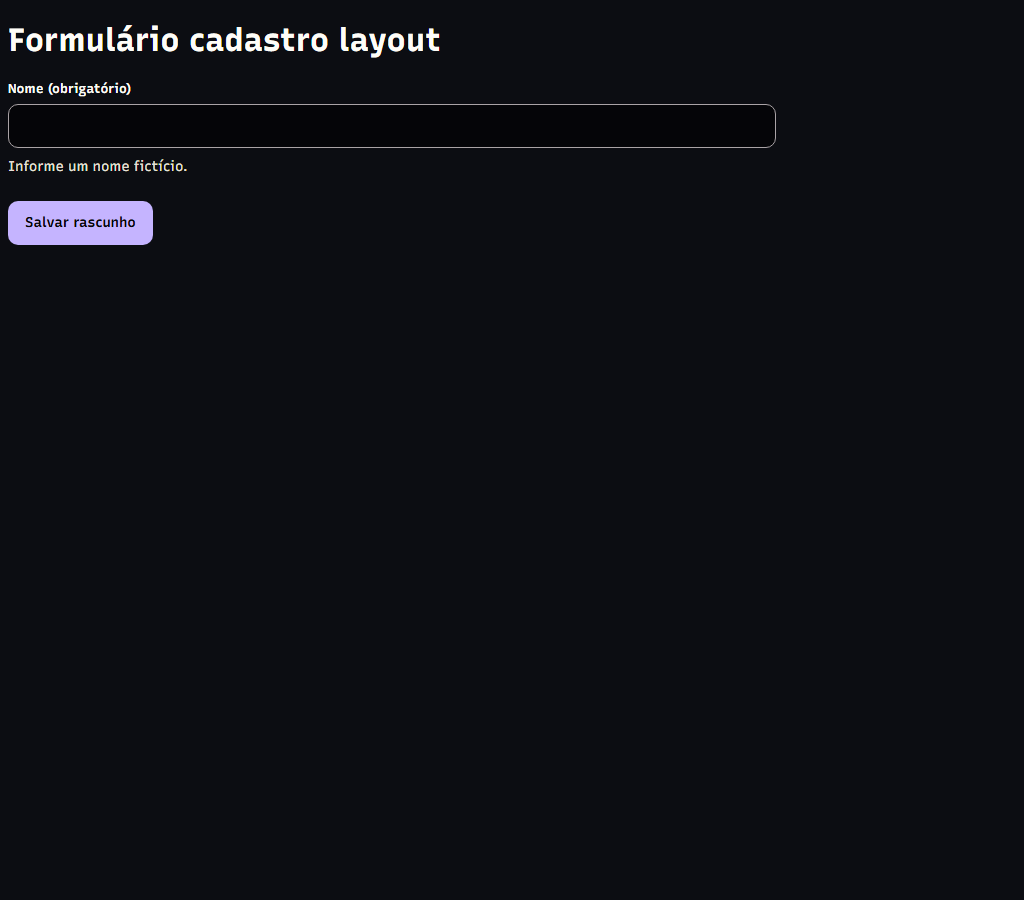 Formulário cadastro layout
Nome (obrigatório)
Informe um nome fictício.
Salvar rascunho